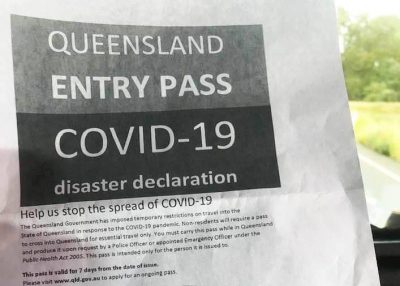 QUEENSLAND
ENTRY PASS
COVID-19
disaster declaration
Help us stop the spread of COVID-19
The Queensland Government has imposed temporary restrictions on travel into the
State of Queensland in response to the COVID-19 pandemic. Non-residents will require a pass
to cross into Queensland for essential travel only. You must carry this pass while in Queensland
and produce it upon request by a Police Officer or appointed Emergency Officer under the
Public Health Act 2005. This pass is intended only for the person it is issued to.
This pass is valid for 7 days from the date of issue.
Please visit www.qld.gov.au to apply for an ongoing pass.